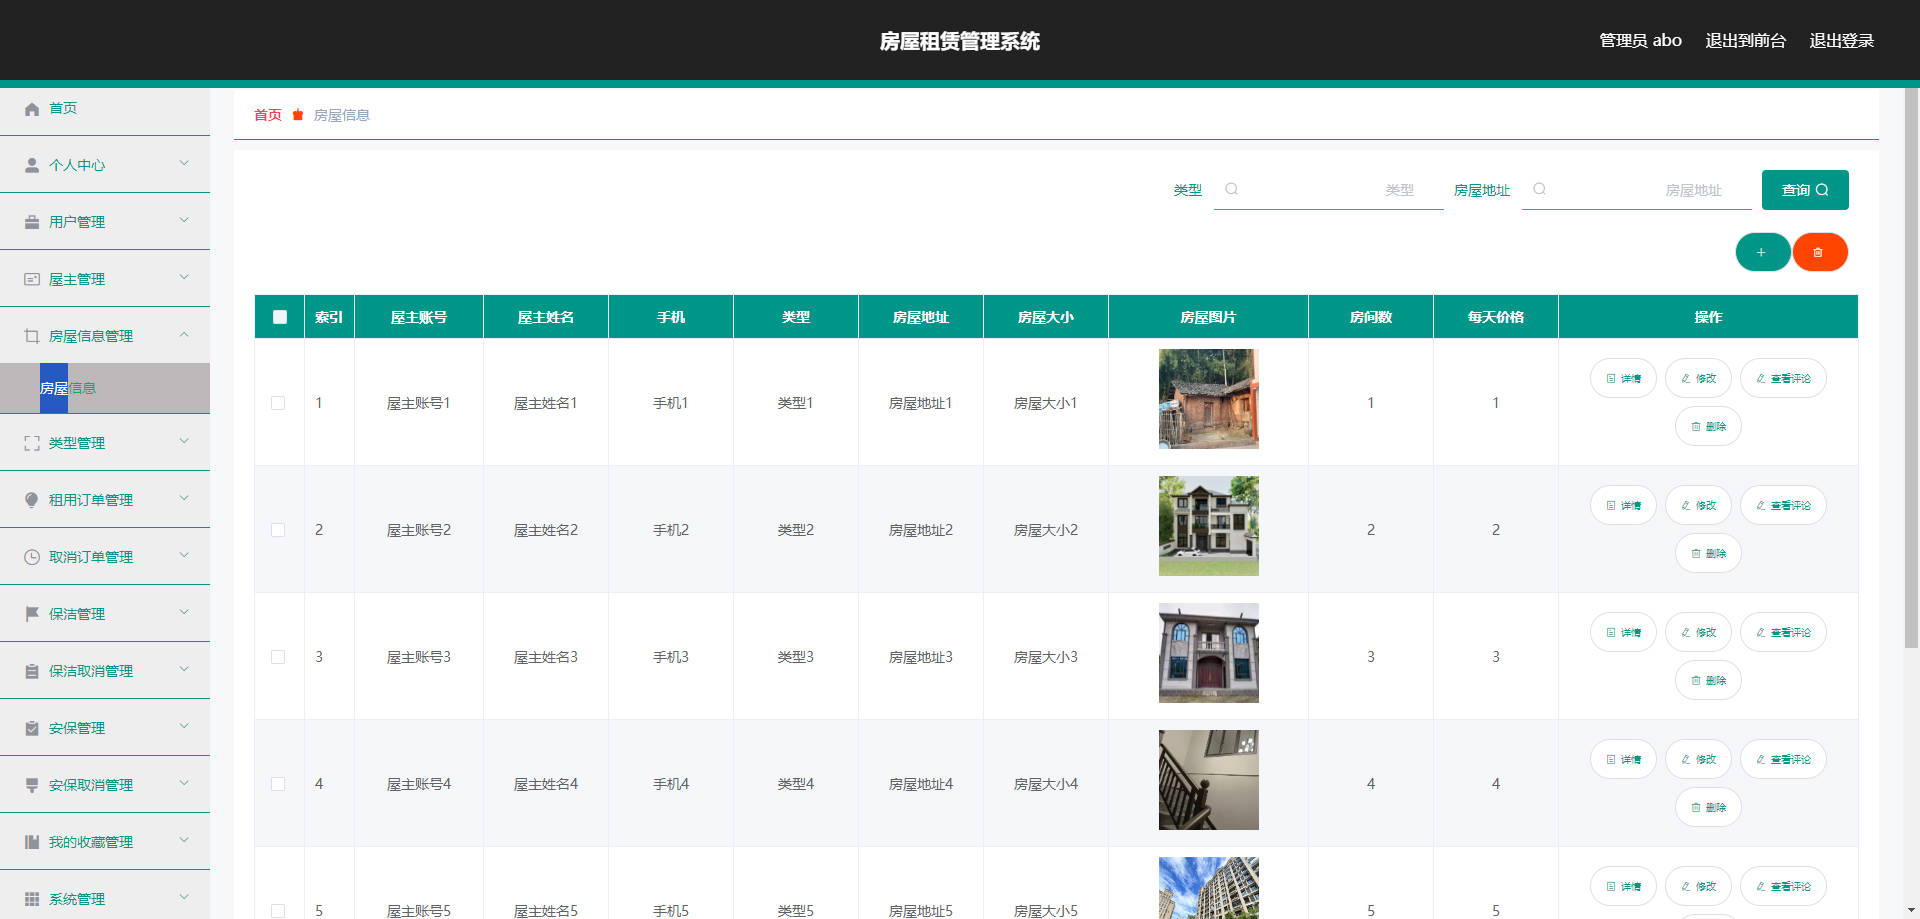 房屋租赁管理系统
管理员 abo 退出到前台 退出登录
首页
个人中心
用户管理
屋主管理
房屋信息管理
房屋信息
类型管理
租用订单管理
取消订单管理
保洁管理
保洁取消管理
安保管理
安保取消管理
我的收藏管理
系统管理
首页 房屋信息
类型 类型 房屋地址 房屋地址 查询
索引 屋主账号 屋主姓名 手机 类型 房屋地址 房屋大小 房屋图片 房间数 每天价格 操作
1 屋主账号1 屋主姓名1 手机1 类型1 房屋地址1 房屋大小1 1 1 详情 修改 查看评论
删除
2 屋主账号2 屋主姓名2 手机2 类型2 房屋地址2 房屋大小2 2 2 详情 修改 查看评论
删除
3 屋主账号3 屋主姓名3 手机3 类型3 房屋地址3 房屋大小3 3 3 详情 修改 查看评论
删除
4 屋主账号4 屋主姓名4 手机4 类型4 房屋地址4 房屋大小4 4 4 详情 修改 查看评论
删除
5 屋主账号5 屋主姓名5 手机5 类型5 房屋地址5 房屋大小5 5 5 详情 修改 查看评论